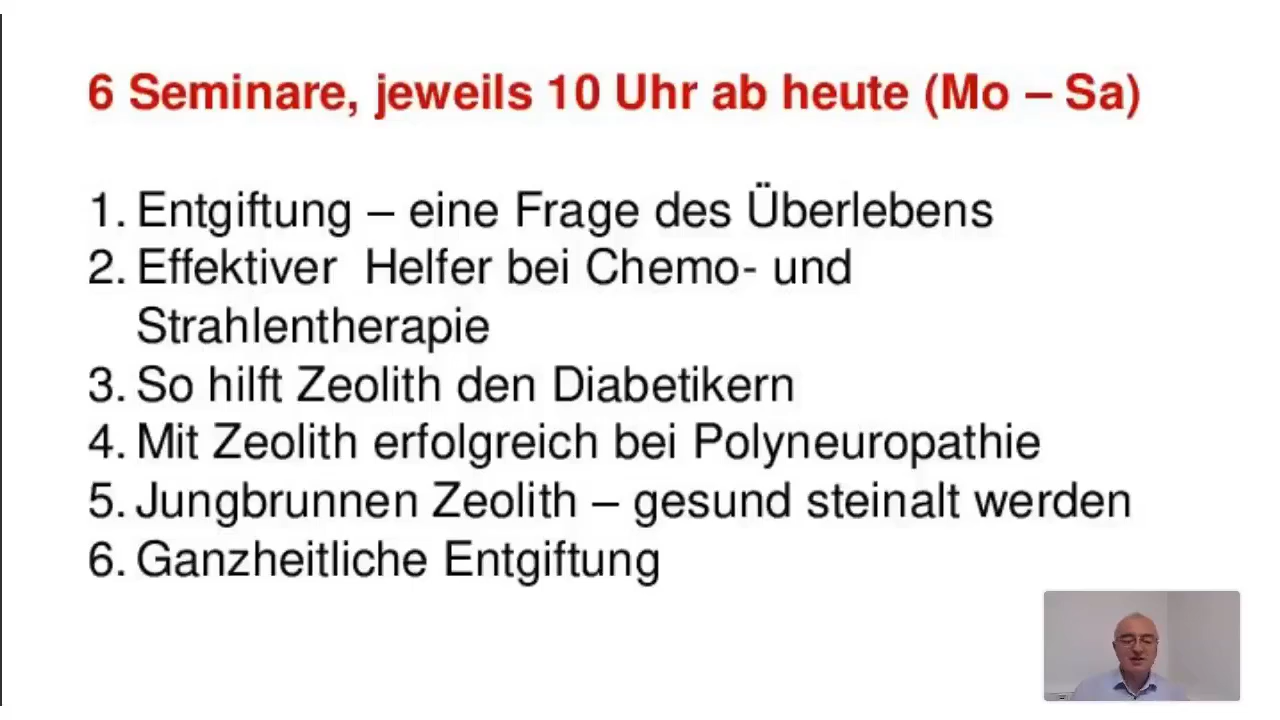 6 Seminare, jeweils 10 Uhr ab heute (Mo – Sa)
1. Entgiftung – eine Frage des Überlebens
2. Effektiver Helfer bei Chemo- und
Strahlentherapie
3. So hilft Zeolith den Diabetikern
4. Mit Zeolith erfolgreich bei Polyneuropathie
5. Jungbrunnen Zeolith – gesund steinalt werden
6. Ganzheitliche Entgiftung